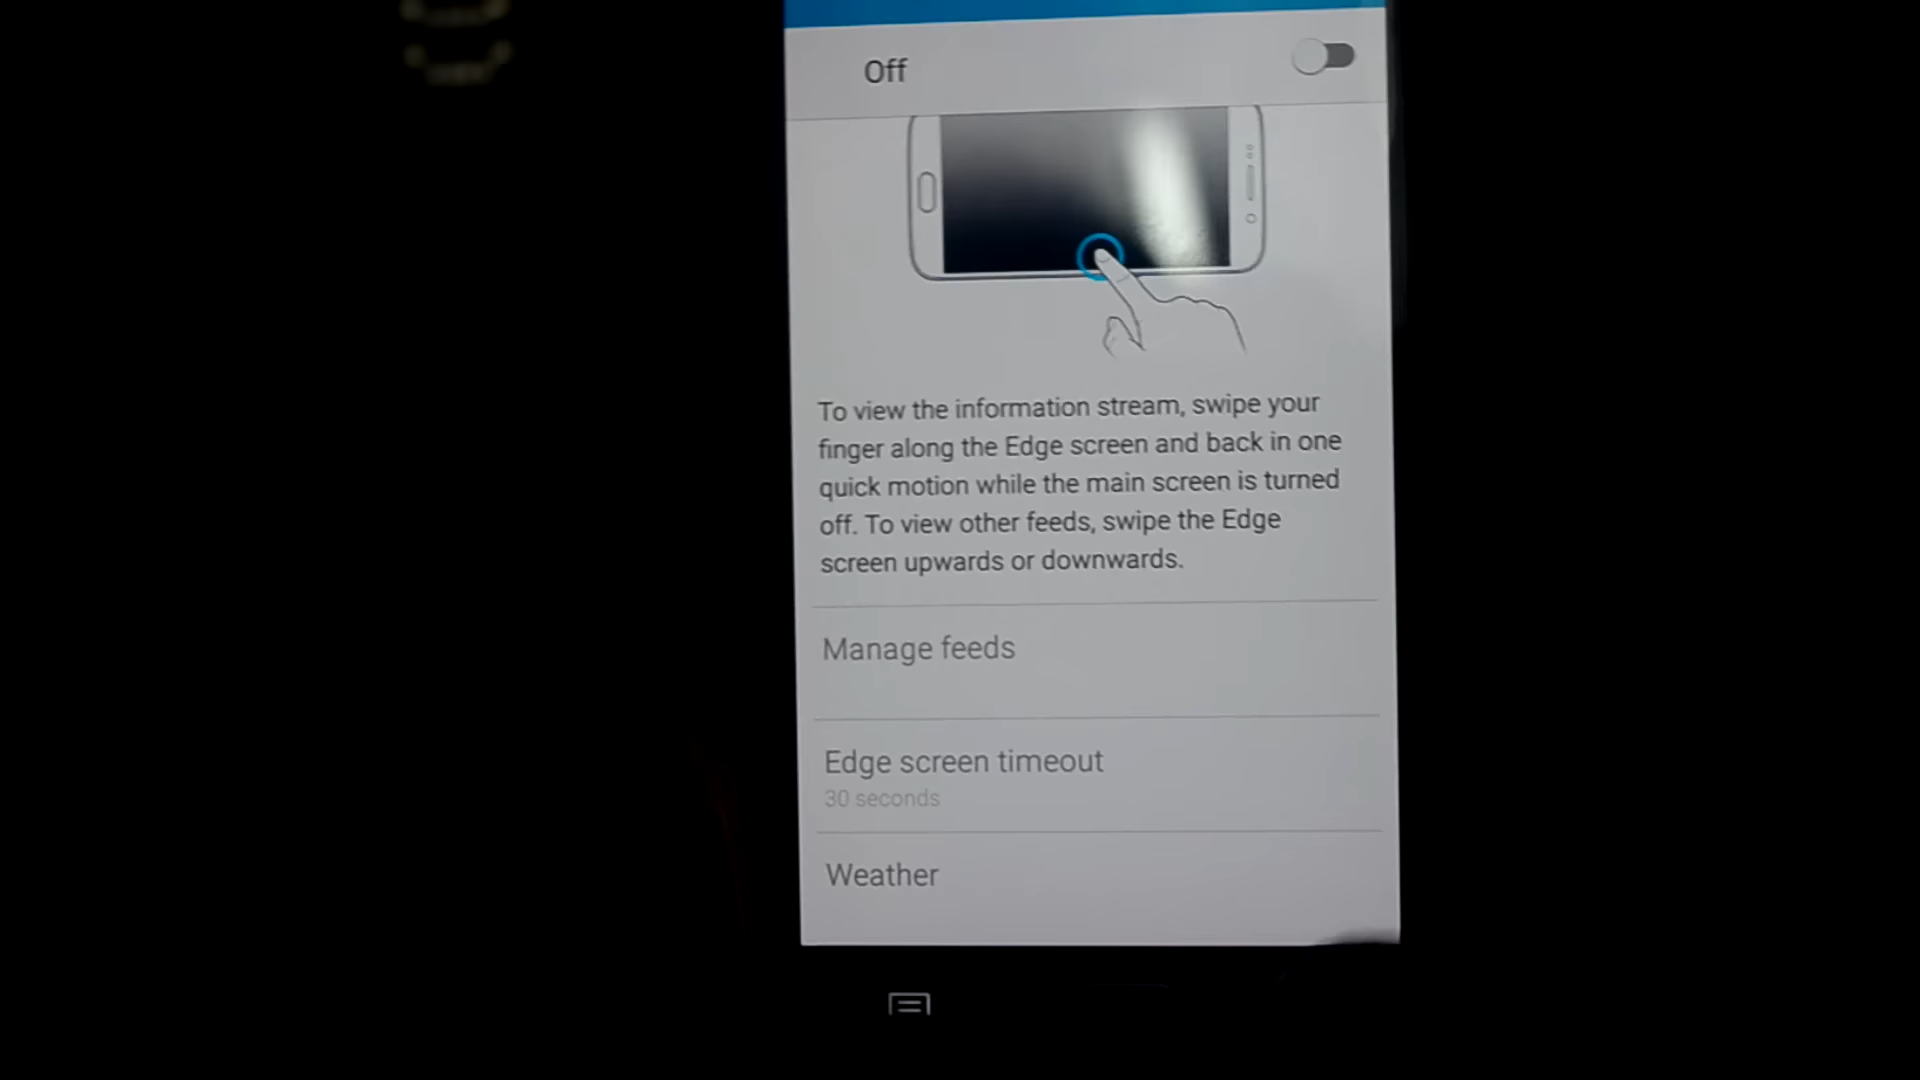 Off
To view the information stream, swipe your
finger along the Edge screen and back in one
quick motion while the main screen is turned
off. To view other feeds, swipe the Edge
screen upwards or downwards.
Manage feeds
Edge screen timeout
30 seconds
Weather